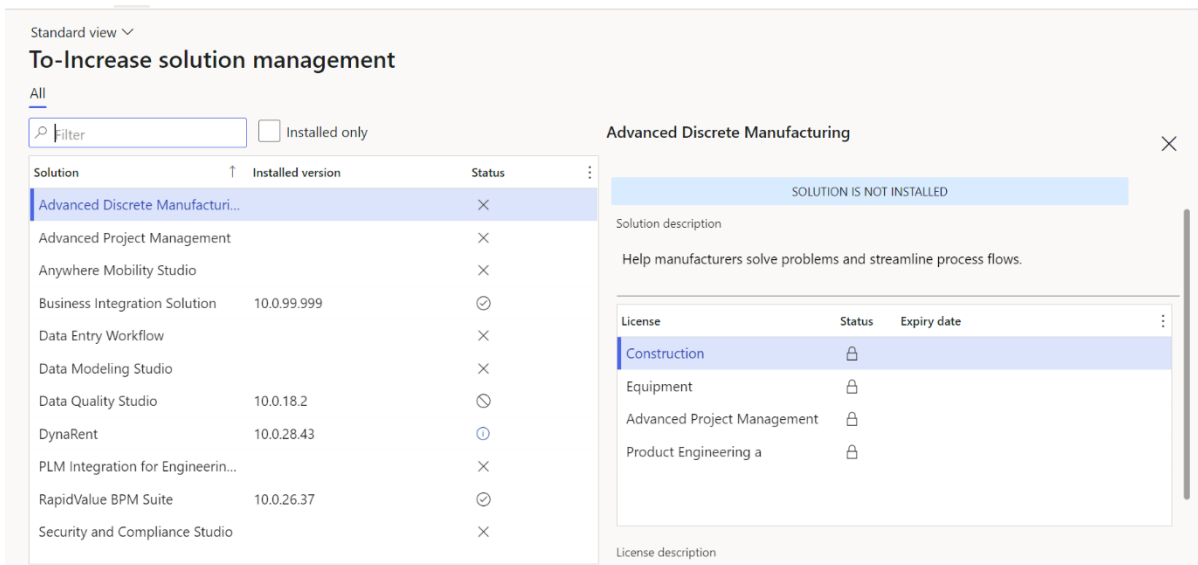 Standard view
To-Increase solution management
All
Filter
Installed only
Solution Installed version Status
Advanced Discrete Manufacturi...
Advanced Project Management
Anywhere Mobility Studio
Business Integration Solution 10.0.99.999
Data Entry Workflow
Data Modeling Studio
Data Quality Studio 10.0.18.2
DynaRent 10.0.28.43
PLM Integration for Engineerin...
RapidValue BPM Suite 10.0.26.37
Security and Compliance Studio
Advanced Discrete Manufacturing
SOLUTION IS NOT INSTALLED
Solution description
Help manufacturers solve problems and streamline process flows.
License Status Expiry date
Construction
Equipment
Advanced Project Management
Product Engineering a
License description